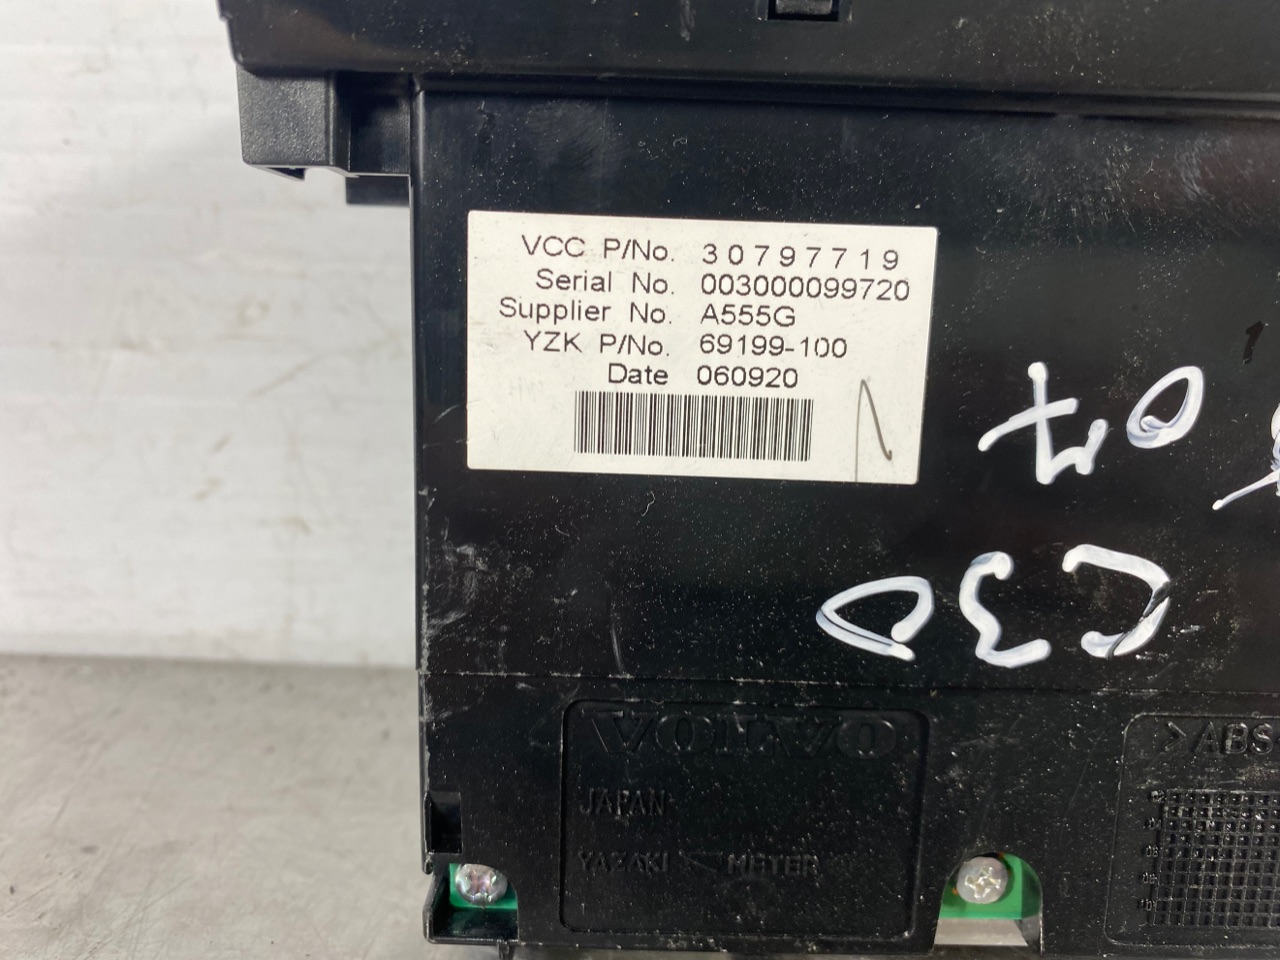 VCC P/No. 30797719
Serial No. 003000099720
Supplier No. A555G
YZK P/No. 69199-100
Date 060920
07
C30
VOLVO
JAPAN
YAZAKI METER
>ABS